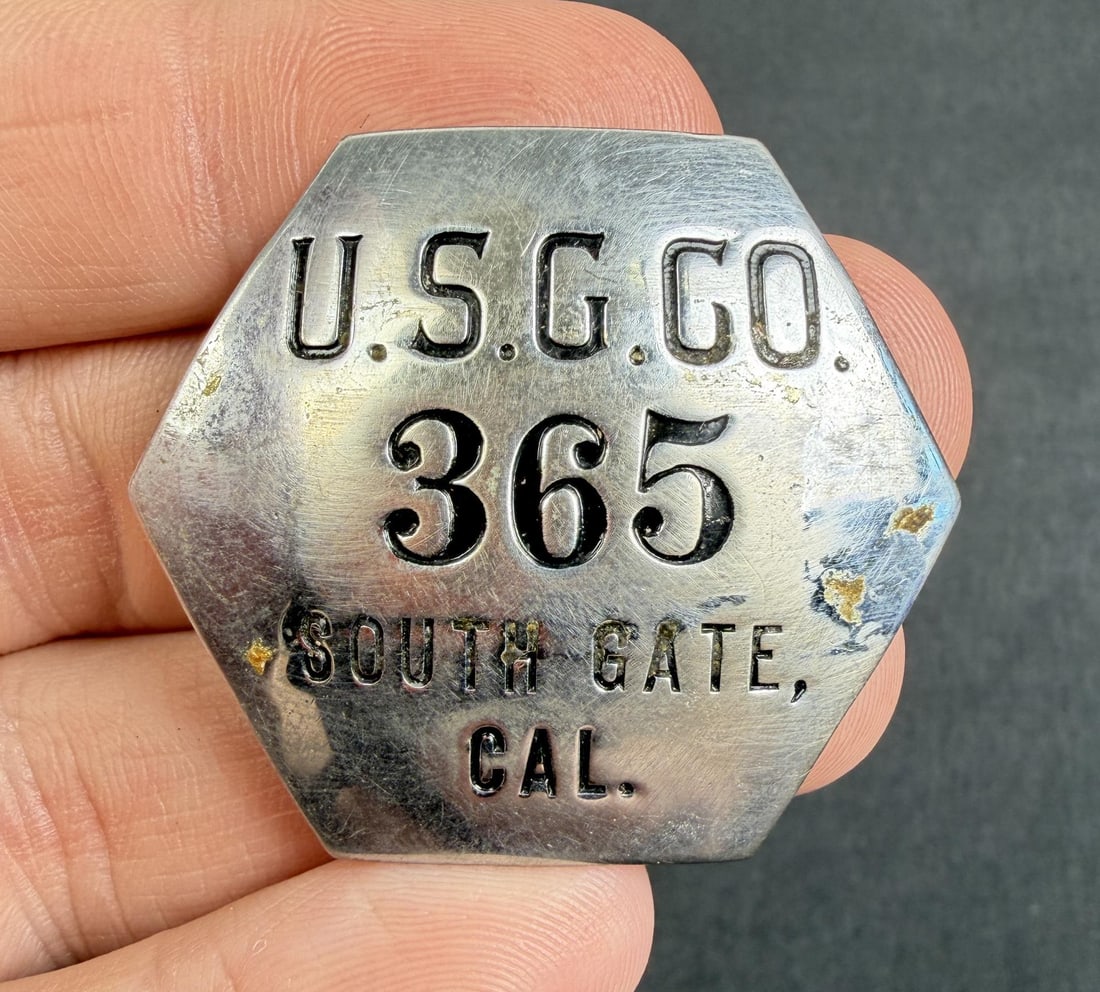 U.S.G.CO.
365
SOUTH GATE,
CAL.